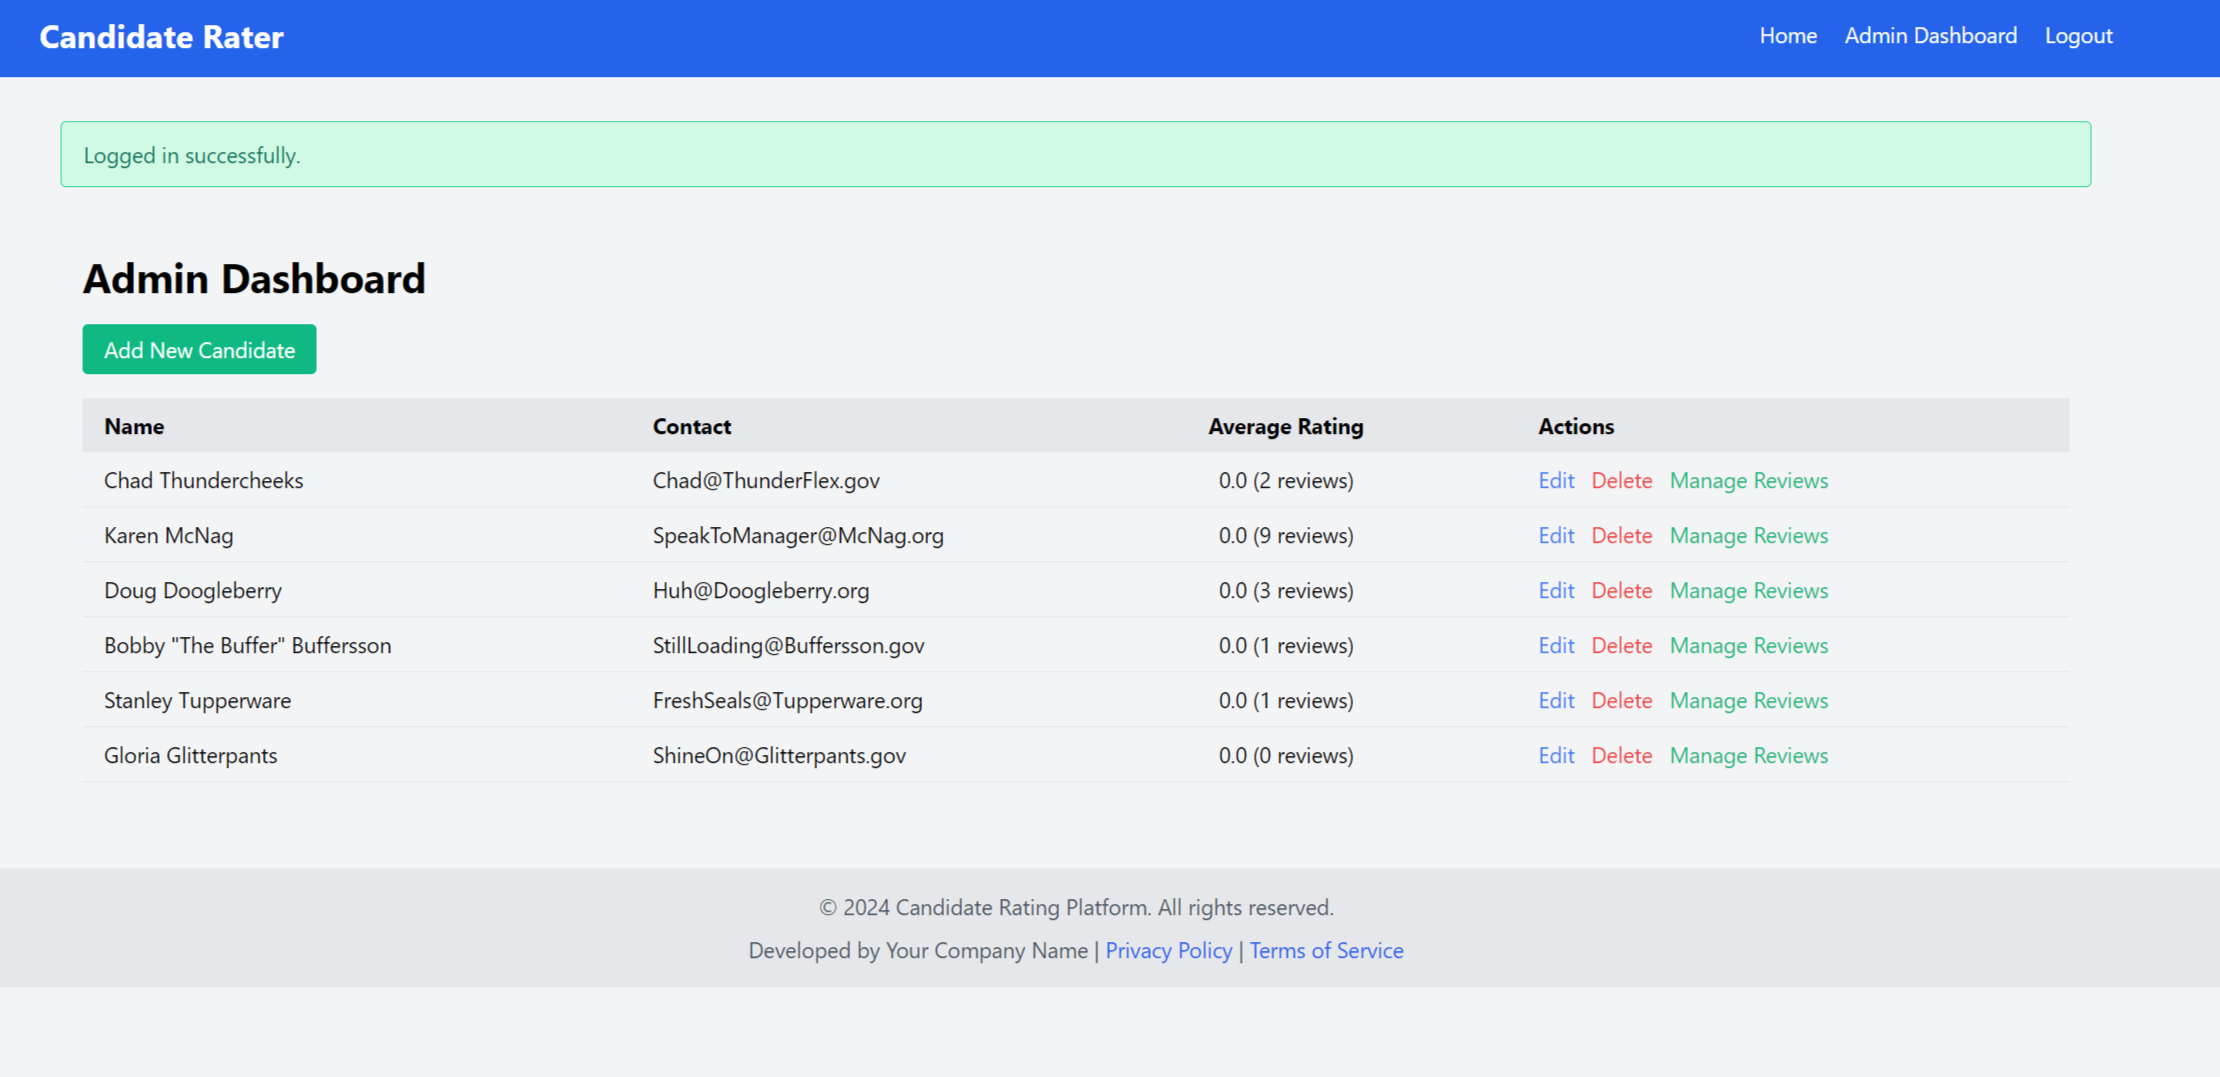 Candidate Rater Home Admin Dashboard Logout
Logged in successfully.
Admin Dashboard
Add New Candidate
Name Contact Average Rating Actions
Chad Thundercheeks Chad@ThunderFlex.gov 0.0 (2 reviews) Edit Delete Manage Reviews
Karen McNag SpeakToManager@McNag.org 0.0 (9 reviews) Edit Delete Manage Reviews
Doug Doogleberry Huh@Doogleberry.org 0.0 (3 reviews) Edit Delete Manage Reviews
Bobby "The Buffer" Buffersson StillLoading@Buffersson.gov 0.0 (1 reviews) Edit Delete Manage Reviews
Stanley Tupperware FreshSeals@Tupperware.org 0.0 (1 reviews) Edit Delete Manage Reviews
Gloria Glitterpants ShineOn@Glitterpants.gov 0.0 (0 reviews) Edit Delete Manage Reviews
© 2024 Candidate Rating Platform. All rights reserved.
Developed by Your Company Name | Privacy Policy | Terms of Service